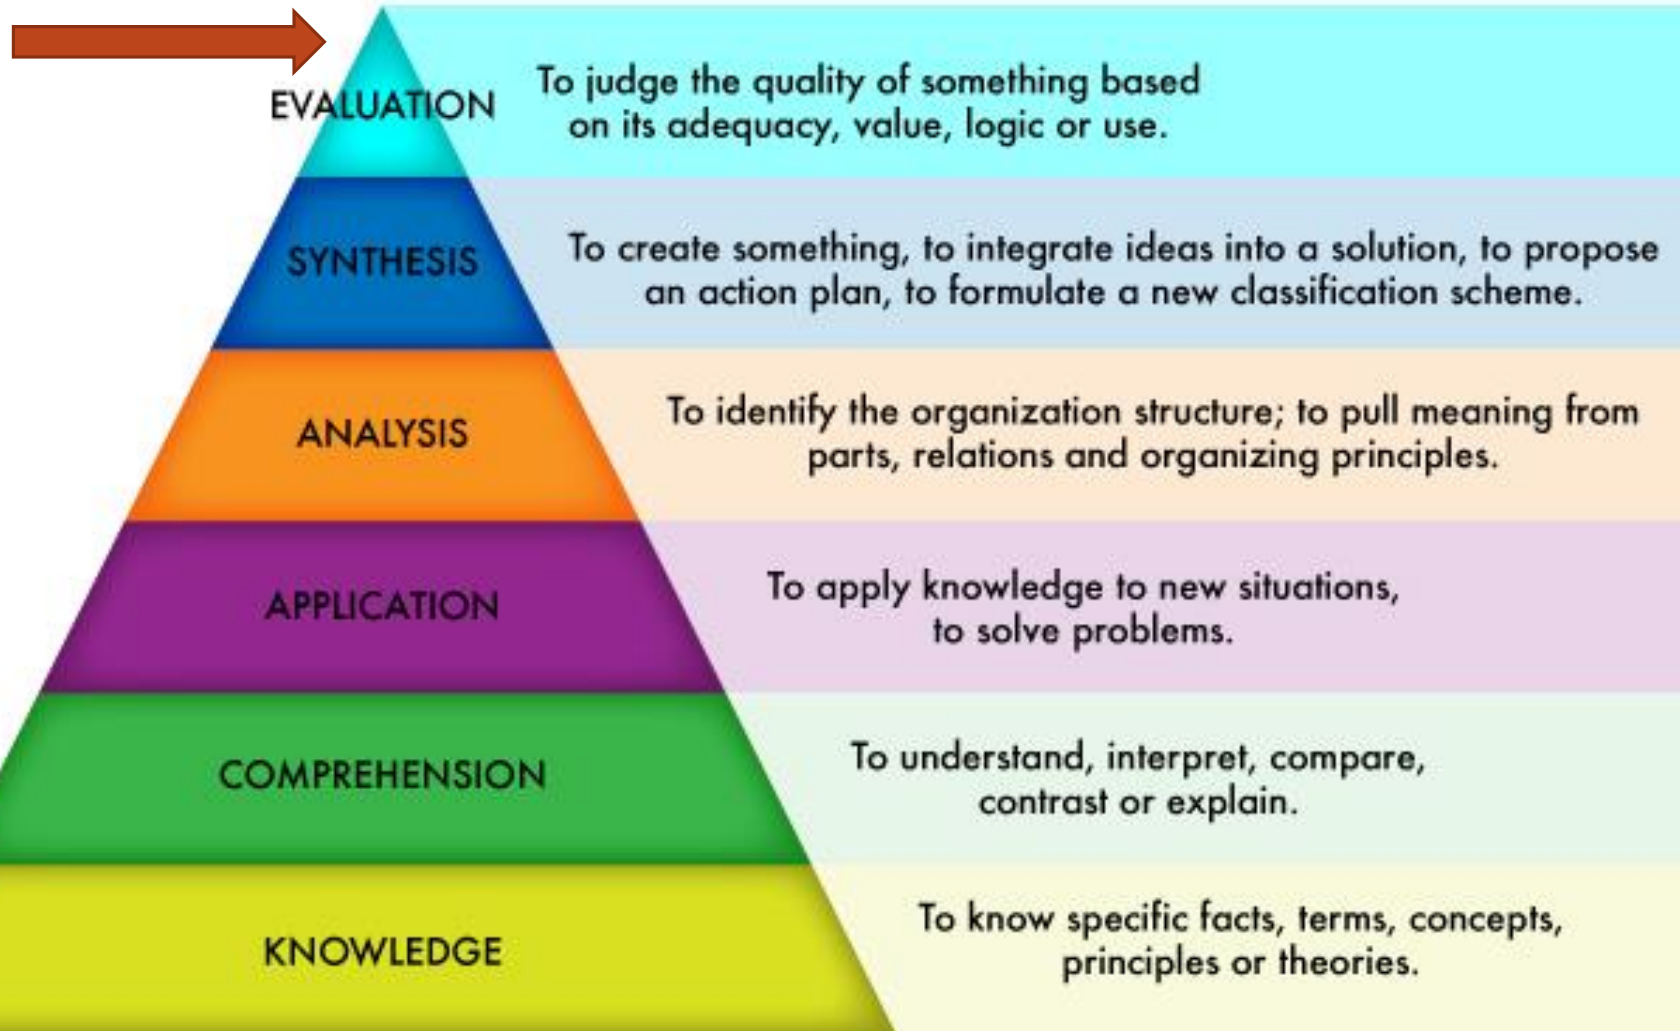 EVALUATION
To judge the quality of something based
on its adequacy, value, logic or use.
SYNTHESIS
To create something, to integrate ideas into a solution, to propose
an action plan, to formulate a new classification scheme.
ANALYSIS
To identify the organization structure; to pull meaning from
parts, relations and organizing principles.
APPLICATION
To apply knowledge to new situations,
to solve problems.
COMPREHENSION
To understand, interpret, compare,
contrast or explain.
KNOWLEDGE
To know specific facts, terms, concepts,
principles or theories.